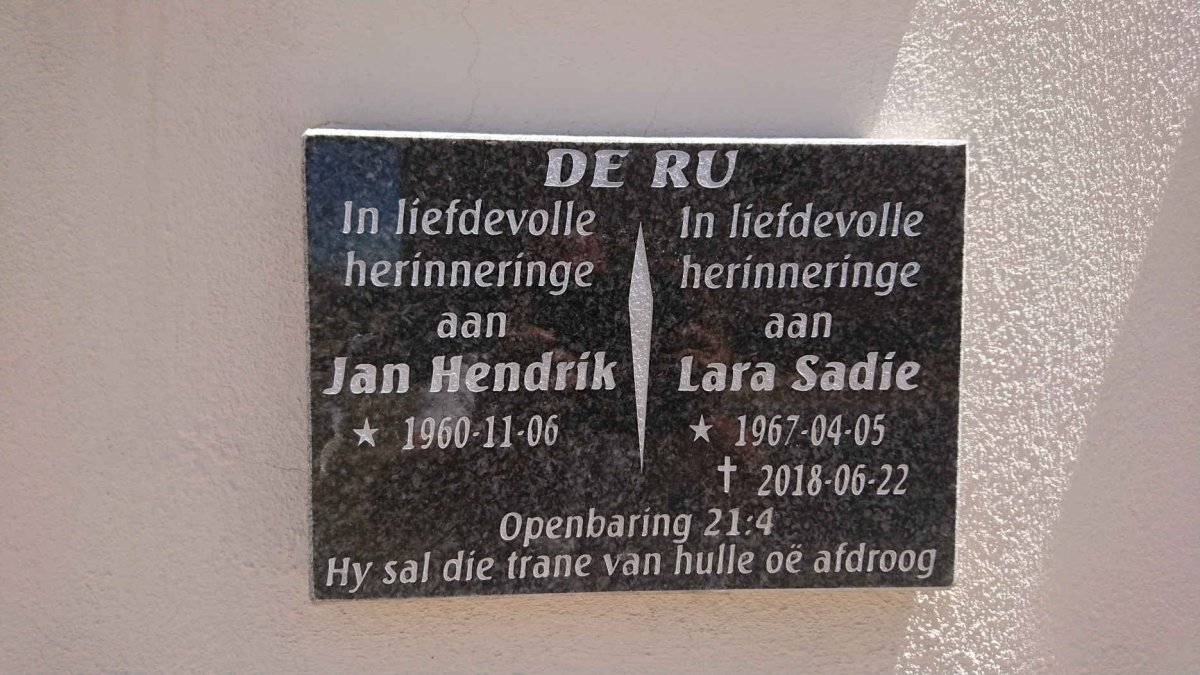 DE RU
In liefdevolle
herinneringe
aan
Jan Hendrik
★ 1960-11-06
In liefdevolle
herinneringe
aan
Lara Sadie
★ 1967-04-05
✝ 2018-06-22
Openbaring 21:4
Hy sal die trane van hulle oë afdroog